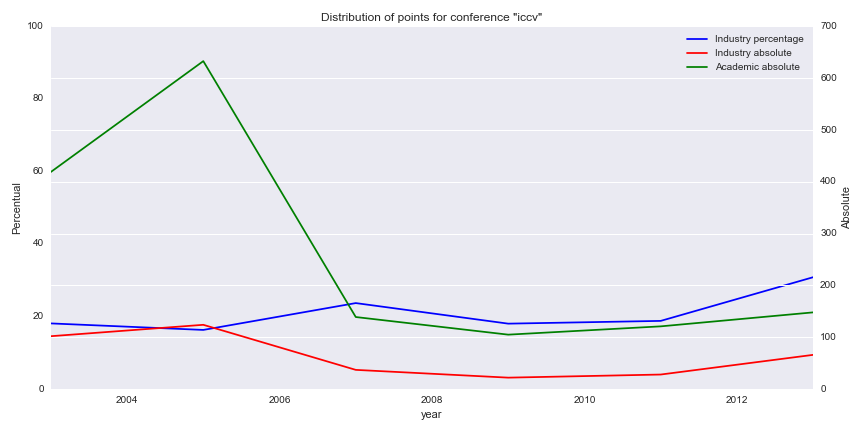 Distribution of points for conference "iccv"
Industry percentage
Industry absolute
Academic absolute
100
80
60
40
20
0
Percentual
700
600
500
400
300
200
100
0
Absolute
2004 2006 2008 2010 2012
year